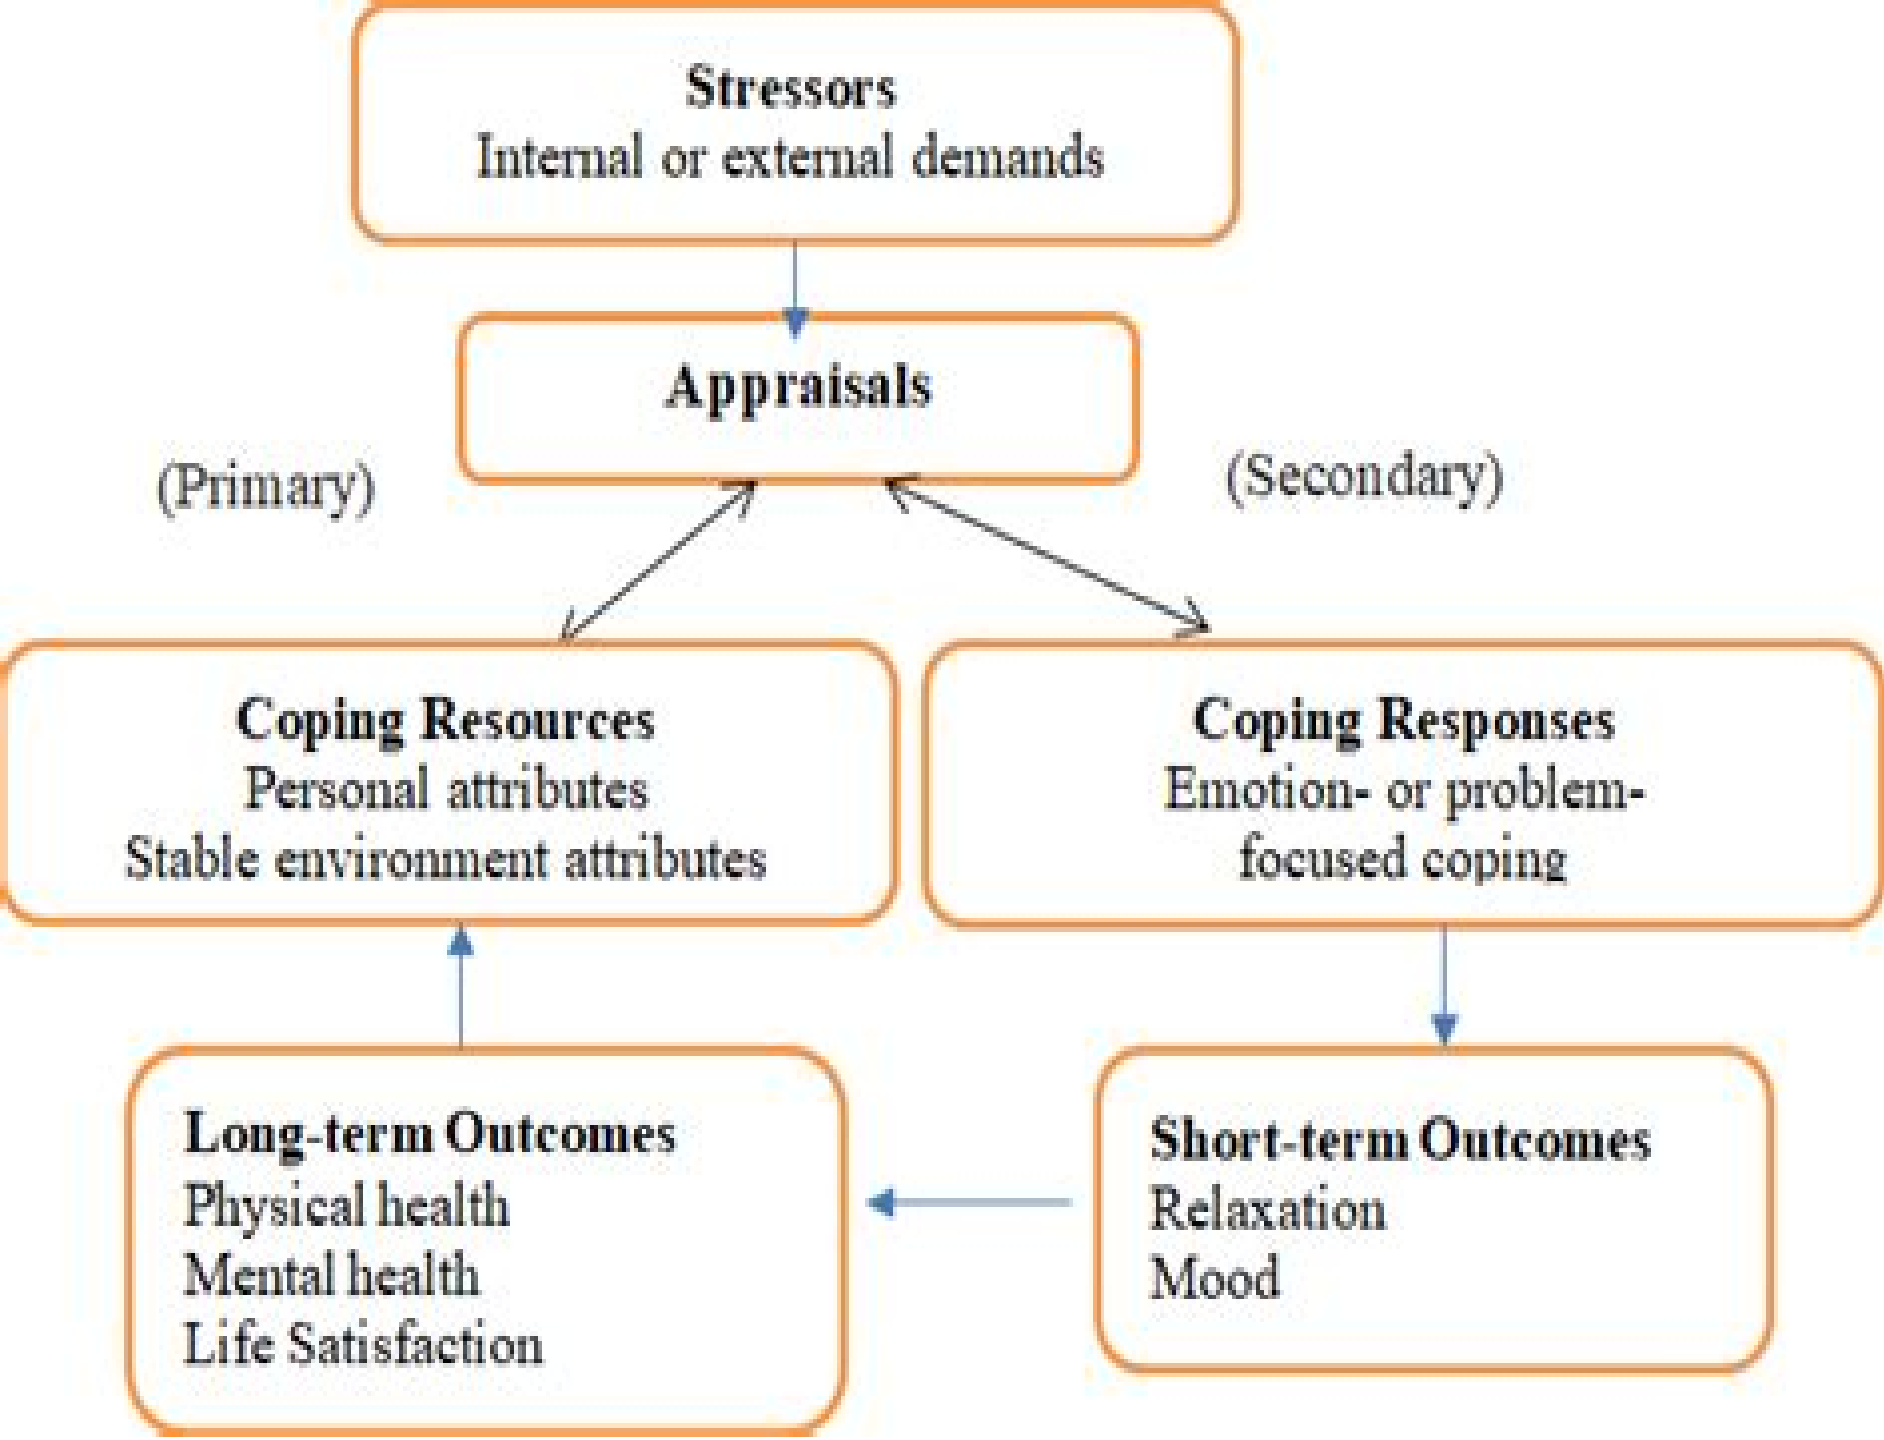 Stressors
Internal or external demands
Appraisals
(Primary)
(Secondary)
Coping Resources
Personal attributes
Stable environment attributes
Coping Responses
Emotion- or problem-
focused coping
Long-term Outcomes
Physical health
Mental health
Life Satisfaction
Short-term Outcomes
Relaxation
Mood